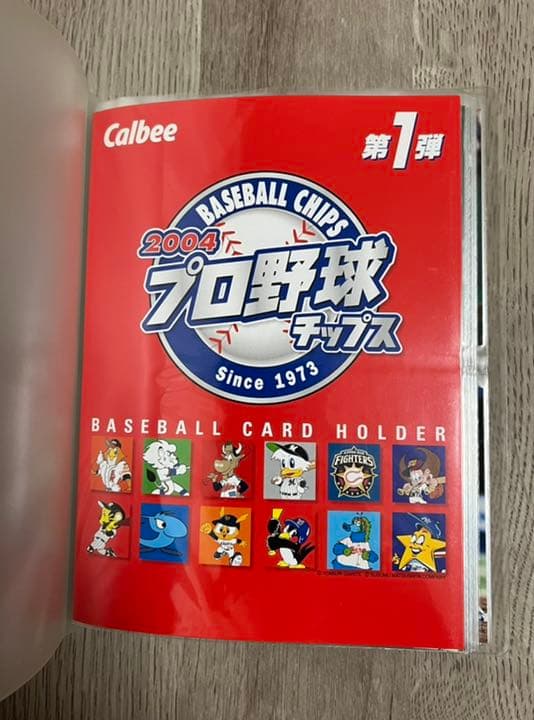 Calbee
第1弾
BASEBALL CHIPS
2004
プロ野球
チップス
Since 1973
BASEBALL CARD HOLDER
FIGHTERS